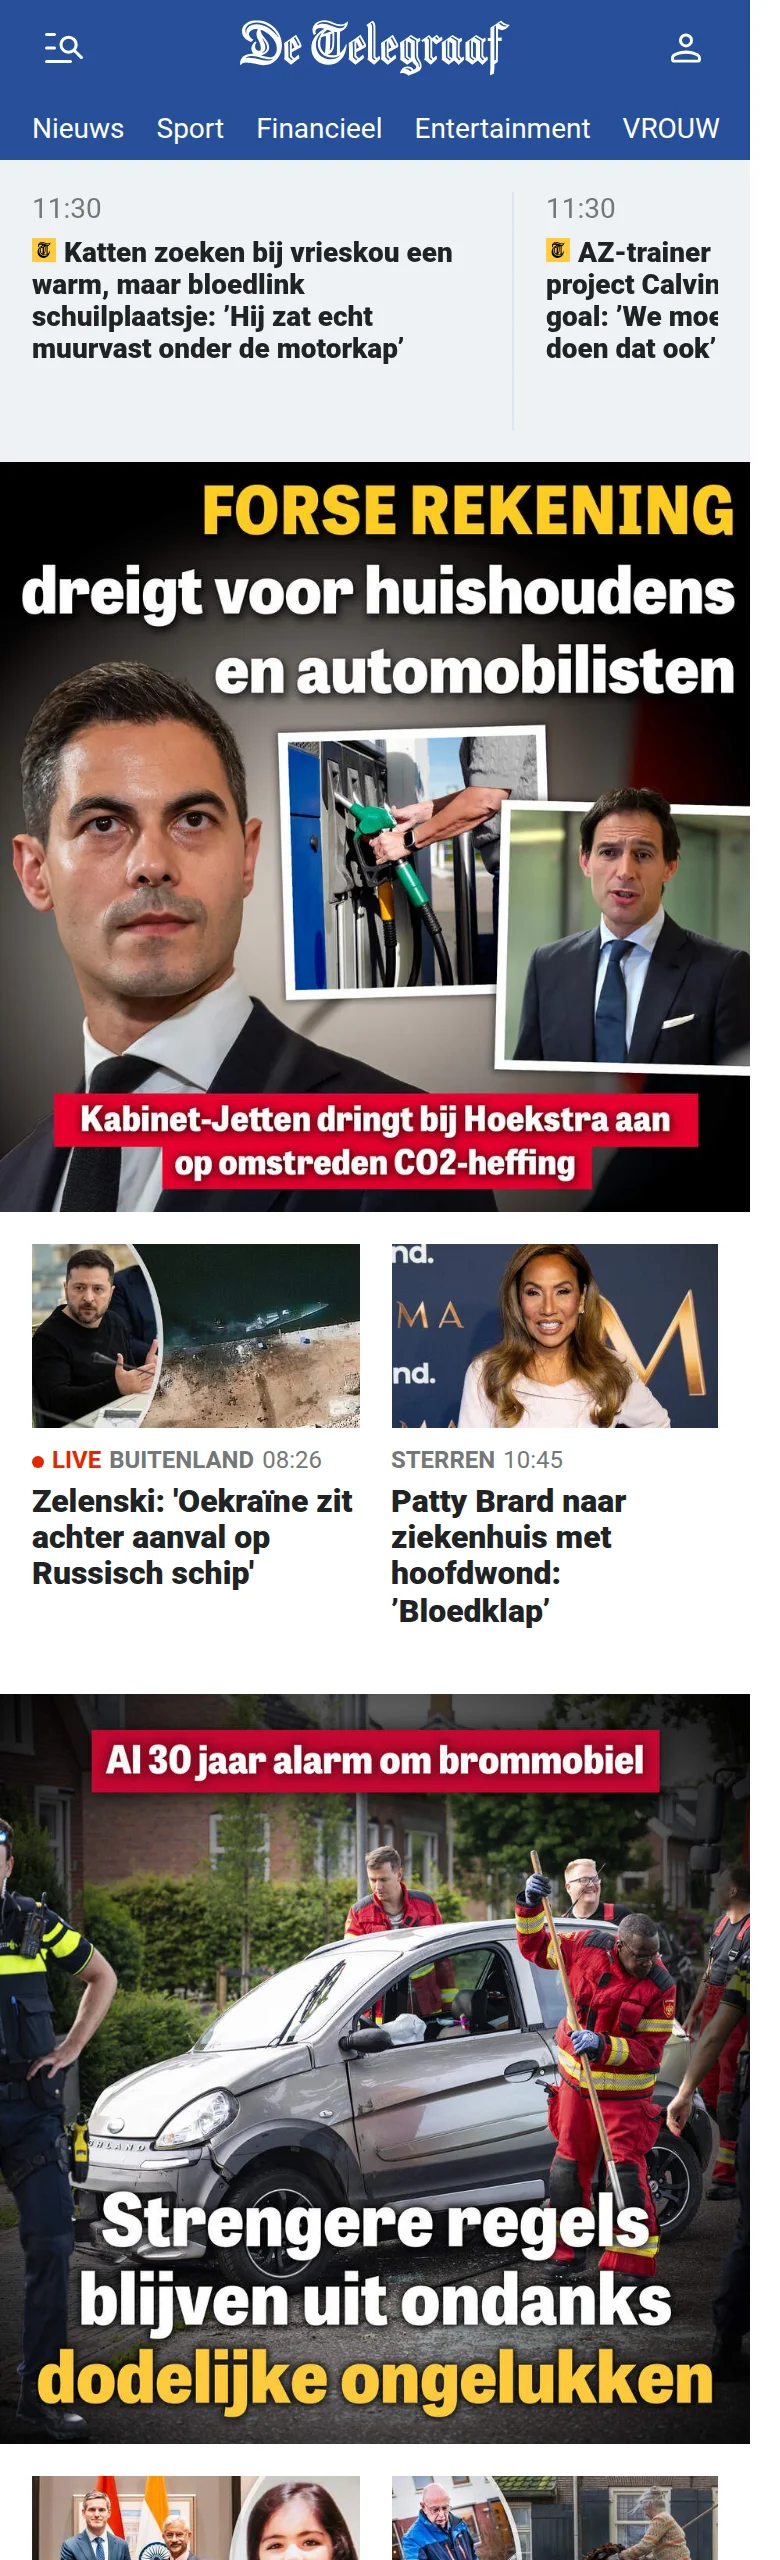 De Telegraaf
Nieuws Sport Financieel Entertainment VROUW
11:30
Katten zoeken bij vrieskou een
warm, maar bloedlink
schuilplaatsje: ’Hij zat echt
muurvast onder de motorkap’
11:30
AZ-trainer
project Calvin
goal: ’We moe
doen dat ook’
FORSE REKENING
dreigt voor huishoudens
en automobilisten
Kabinet-Jetten dringt bij Hoekstra aan
op omstreden CO2-heffing
nd.
MA
M
nd.
LIVE BUITENLAND 08:26
Zelenski: 'Oekraïne zit
achter aanval op
Russisch schip'
STERREN 10:45
Patty Brard naar
ziekenhuis met
hoofdwond:
’Bloedklap’
Al 30 jaar alarm om brommobiel
Strengere regels
blijven uit ondanks
dodelijke ongelukken